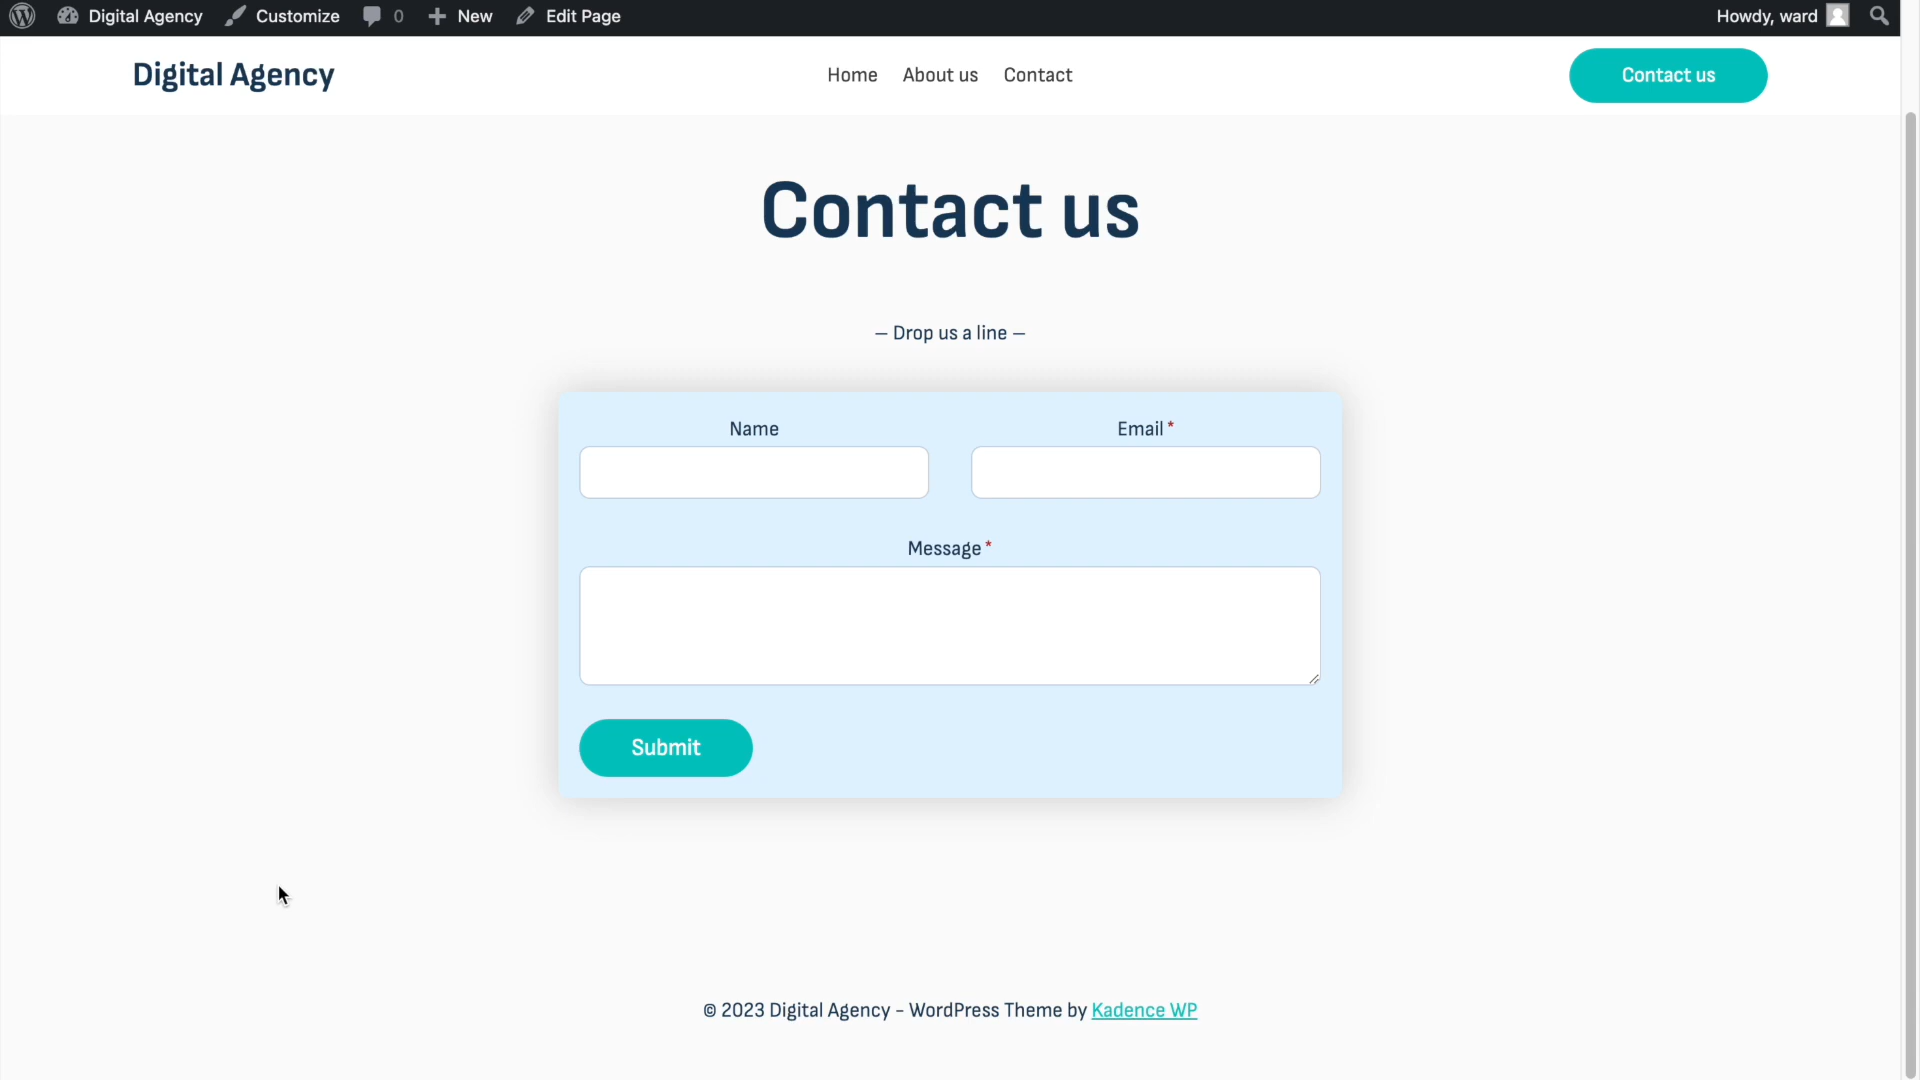 Digital Agency Customize 0 New Edit Page Howdy, ward
Digital Agency Home About us Contact Contact us
Contact us
— Drop us a line —
Name Email *
Message *
Submit
© 2023 Digital Agency - WordPress Theme by Kadence WP